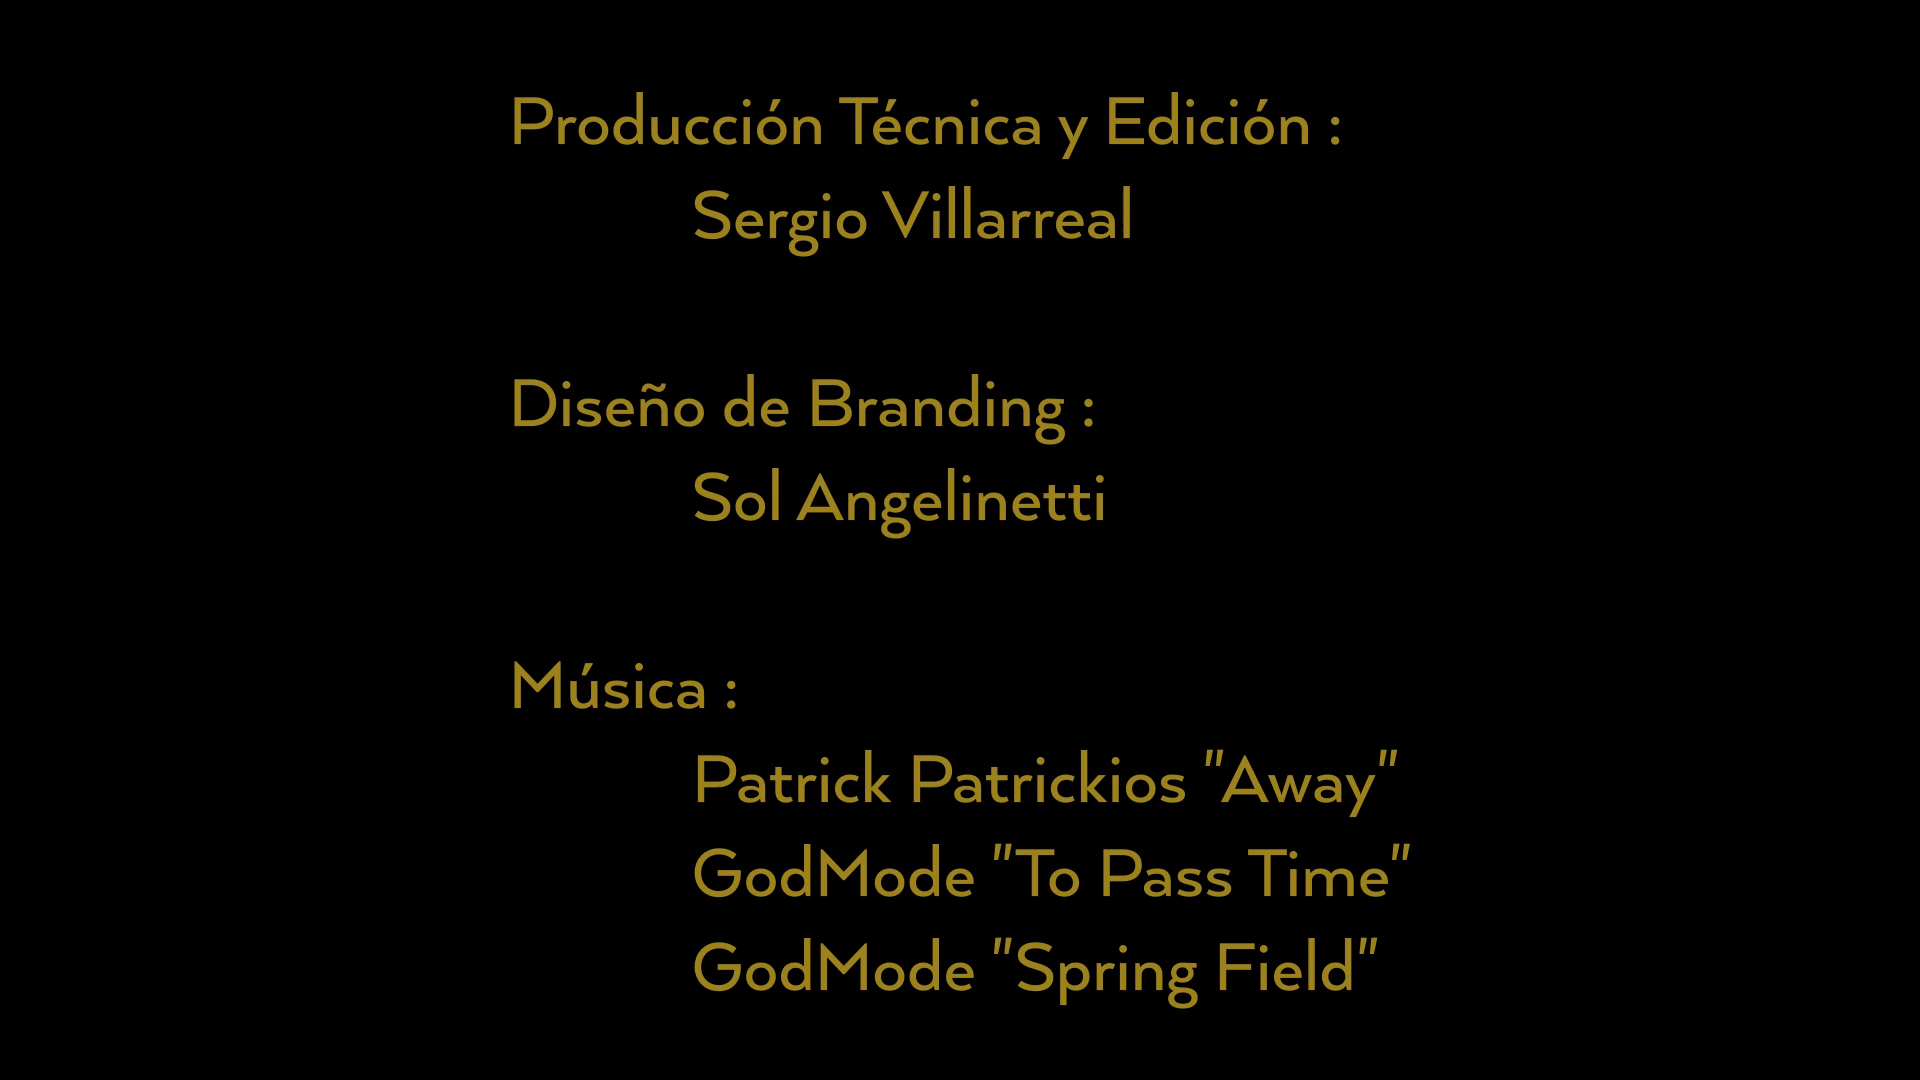 Producción Técnica y Edición :
Sergio Villarreal
Diseño de Branding :
Sol Angelinetti
Música :
Patrick Patrickios "Away"
GodMode "To Pass Time"
GodMode "Spring Field"